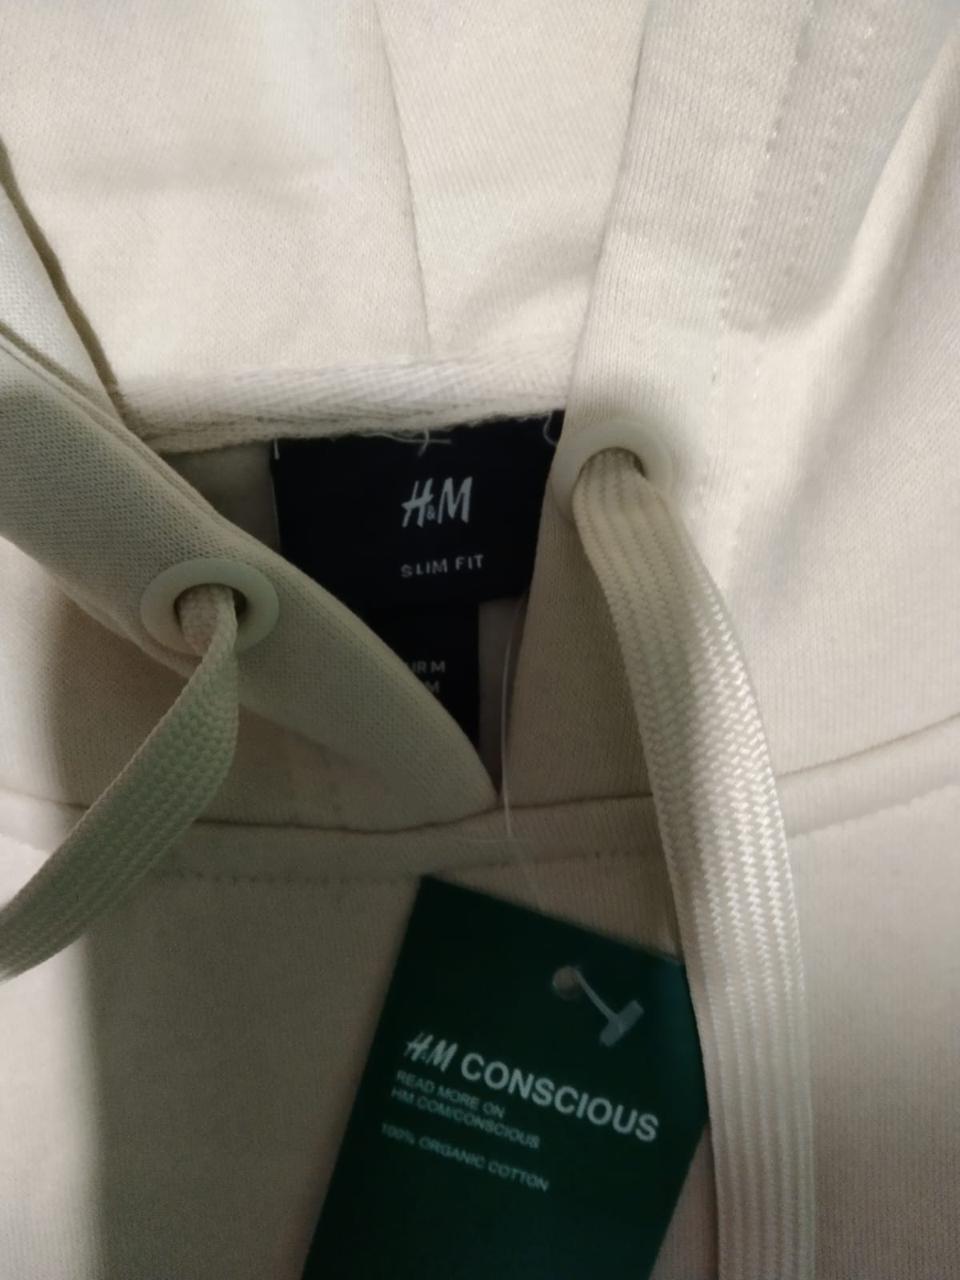 H&M
SLIM FIT
M
M
H&M CONSCIOUS
READ MORE ON
HM.COM/CONSCIOUS
100% ORGANIC COTTON